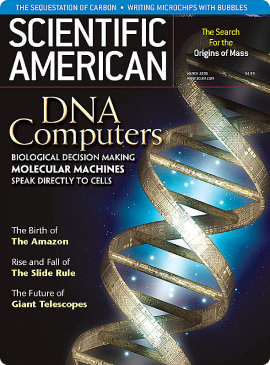 THE SEQUESTRATION OF CARBON • WRITING MICROCHIPS WITH BUBBLES
SCIENTIFIC
AMERICAN
The Search
For the
Origins of Mass
$4.95
DNA
Computers
BIOLOGICAL DECISION MAKING
MOLECULAR MACHINES
SPEAK DIRECTLY TO CELLS
The Birth of
The Amazon
Rise and Fall of
The Slide Rule
The Future of
Giant Telescopes